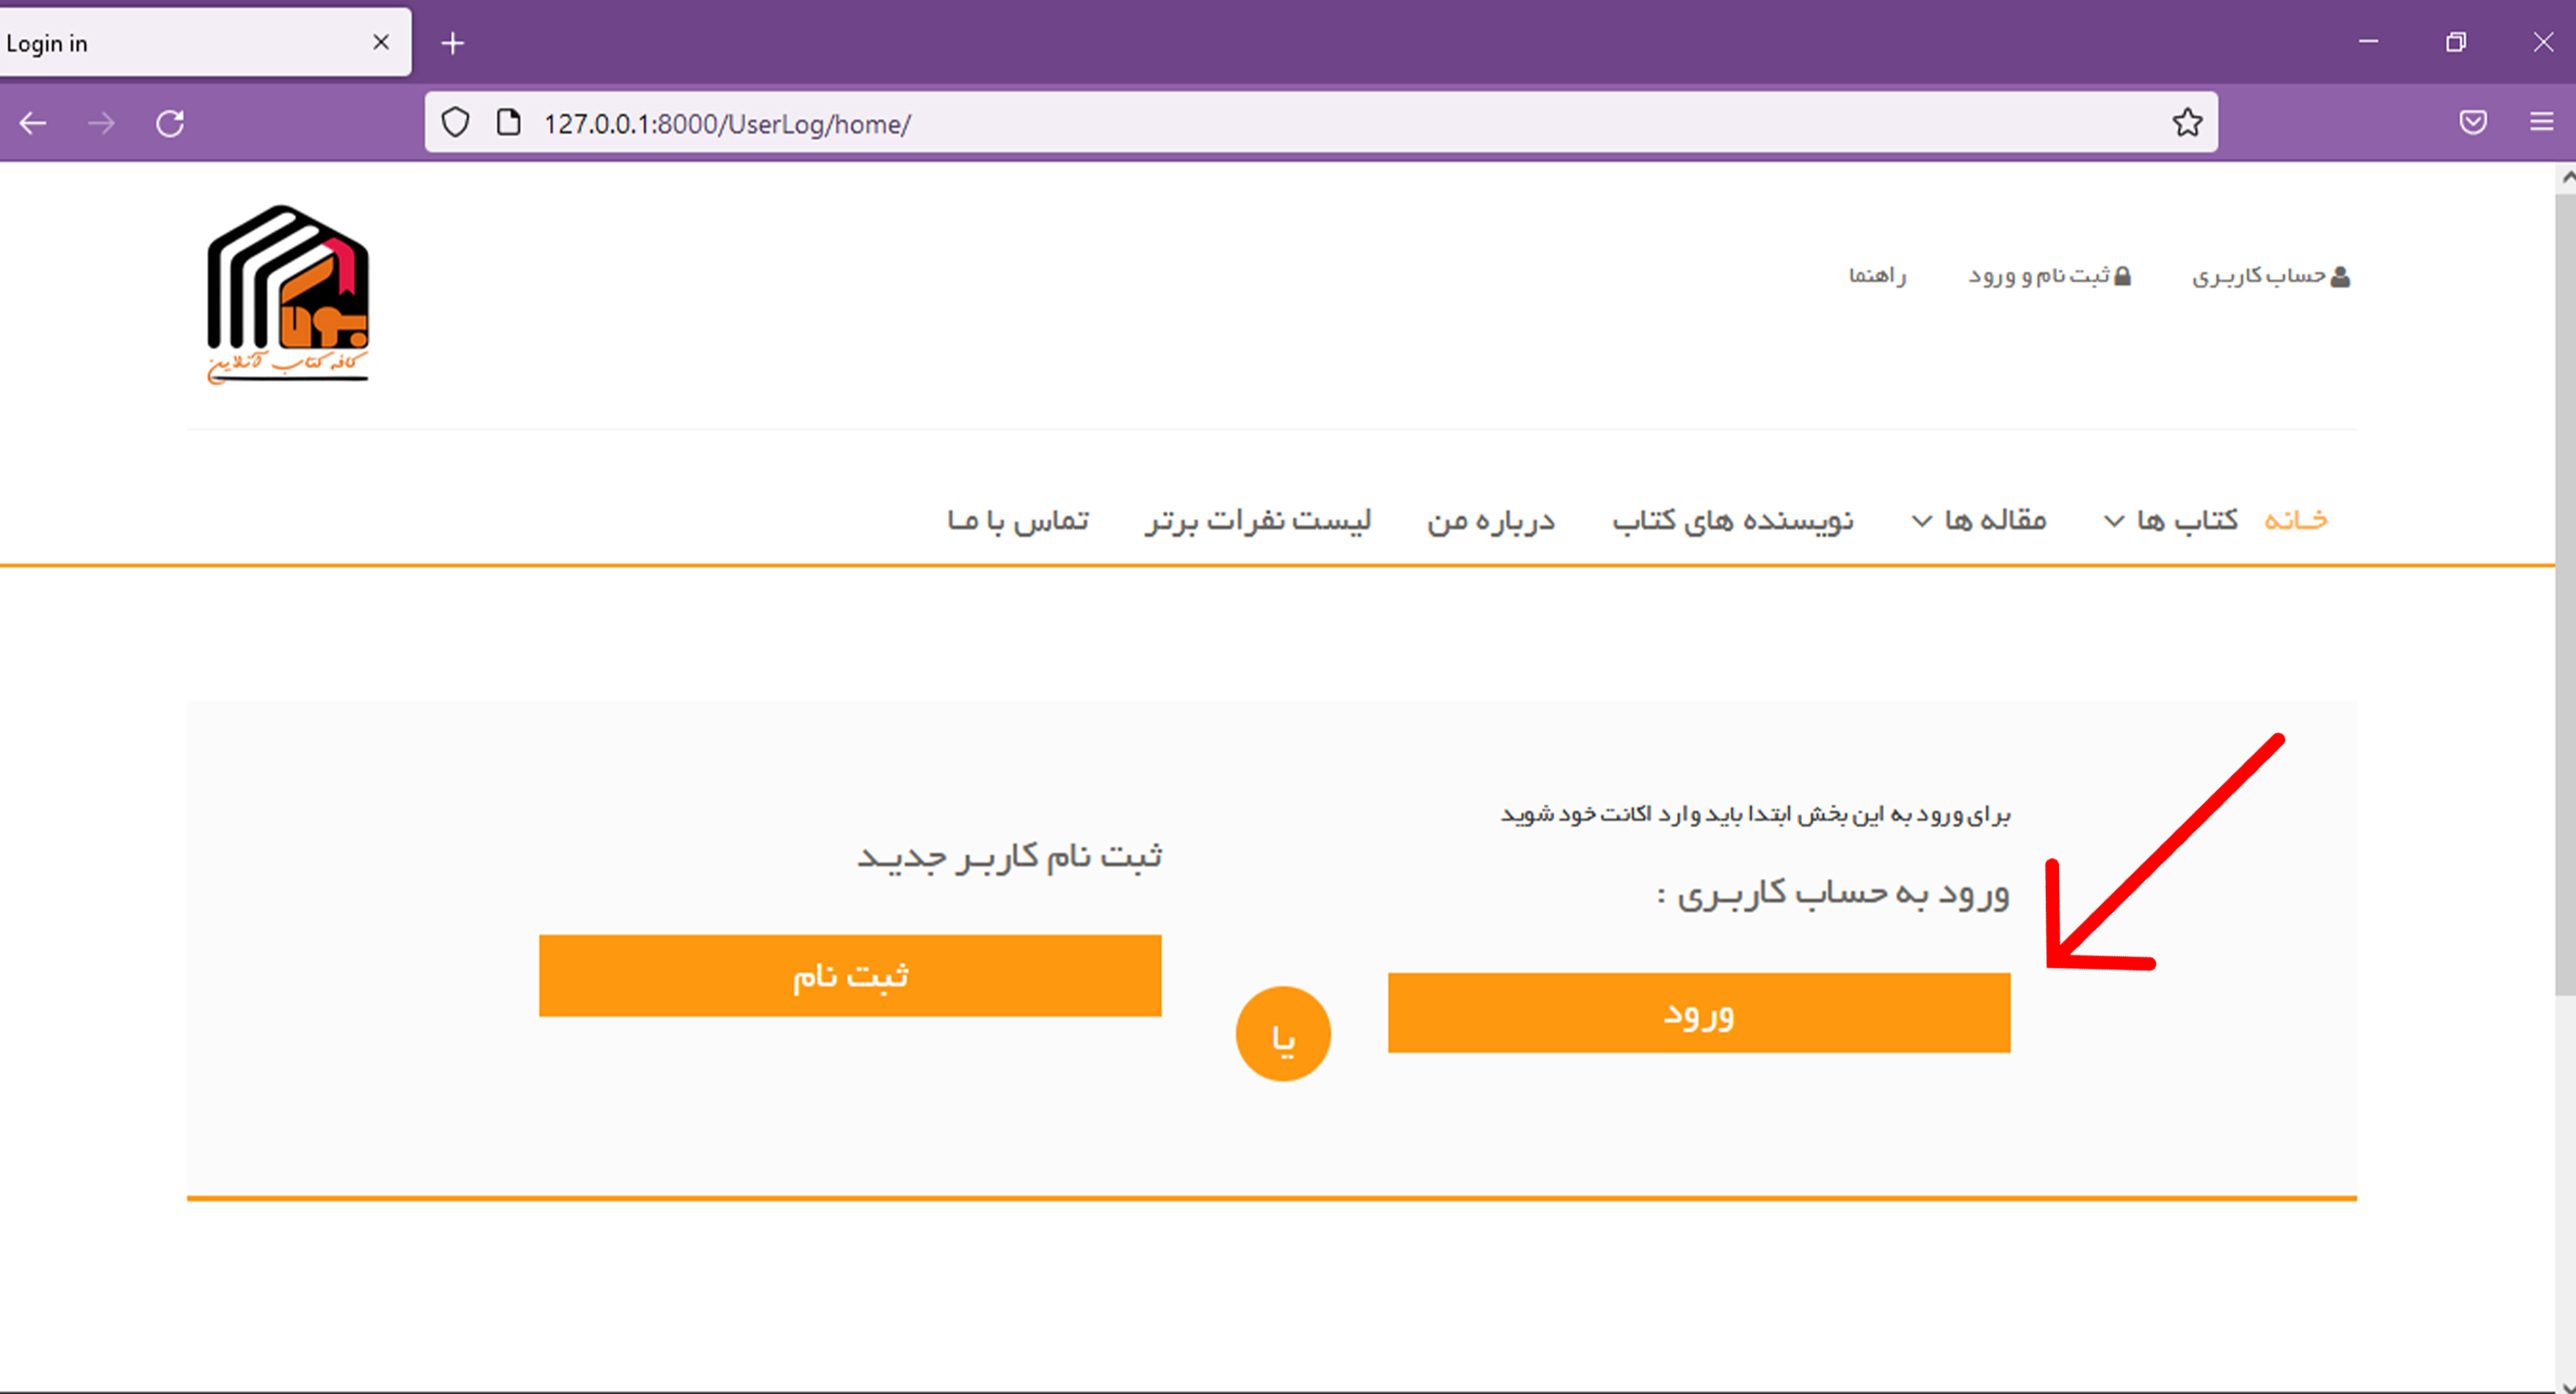 Login in
127.0.0.1:8000/UserLog/home/
حساب کاربری
ثبت نام و ورود
راهنما
بوک
کافه کتاب آنلاین
خانه
کتاب ها
مقاله ها
نویسنده های کتاب
درباره من
لیست نفرات برتر
تماس با ما
برای ورود به این بخش ابتدا باید وارد اکانت خود شوید
ورود به حساب کاربری :
ورود
یا
ثبت نام کاربر جدید
ثبت نام